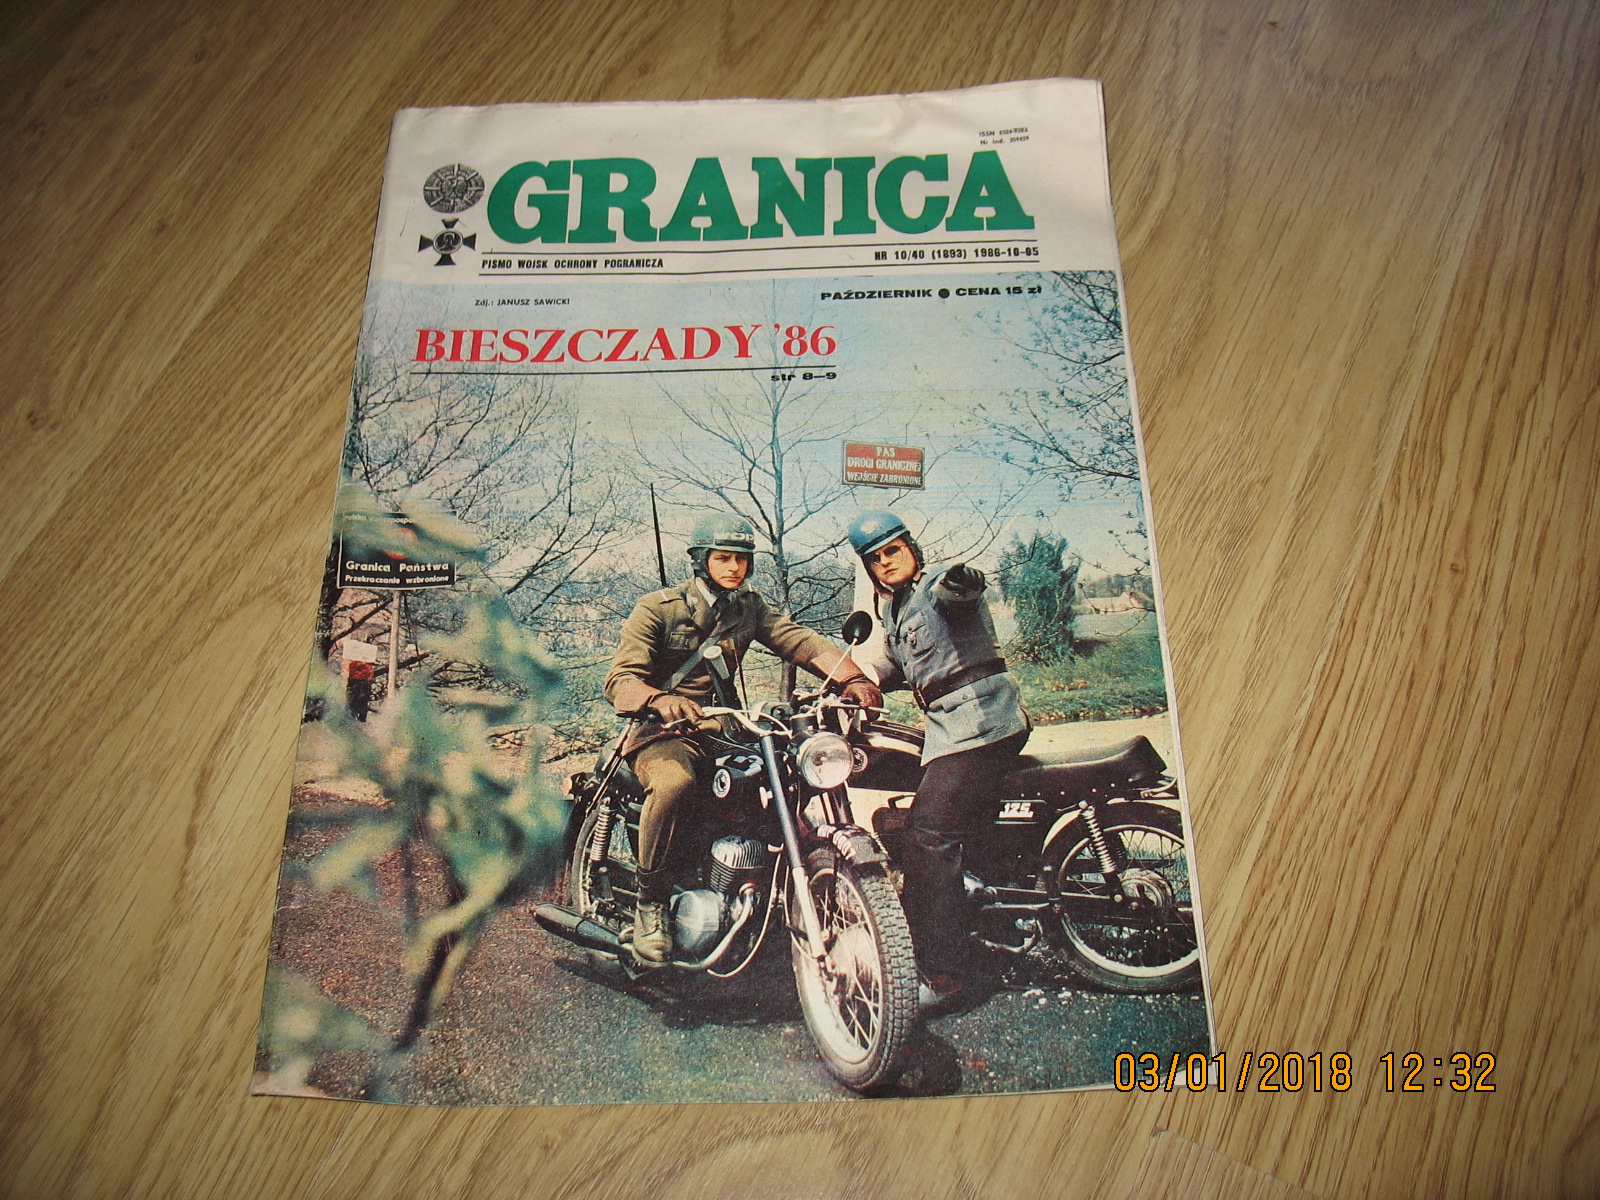 GRANICA
PISMO WOJSK OCHRONY POGRANICZA
NR 10/40 (1893) 1986-10-05
Zdj.: JANUSZ SAWICKI
PAŹDZIERNIK ● CENA 15 zł
BIESZCZADY '86
str 8—9
PAS
DROGI GRANICZNEJ
WEJŚCIE ZABRONIONE
Granica Państwa
Przekraczanie wzbronione
WOP
125
03/01/2018 12:32